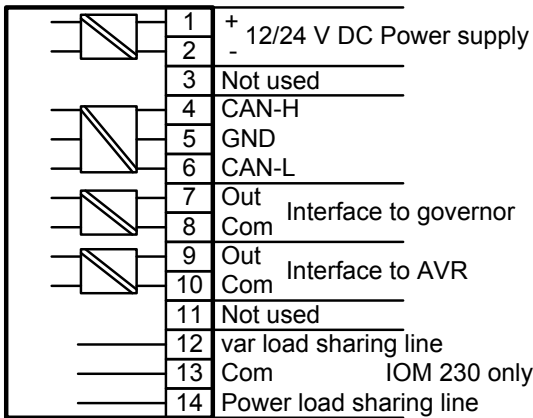 1 + 12/24 V DC Power supply
2 -
3 Not used
4 CAN-H
5 GND
6 CAN-L
7 Out Interface to governor
8 Com
9 Out Interface to AVR
10 Com
11 Not used
12 var load sharing line
13 Com IOM 230 only
14 Power load sharing line